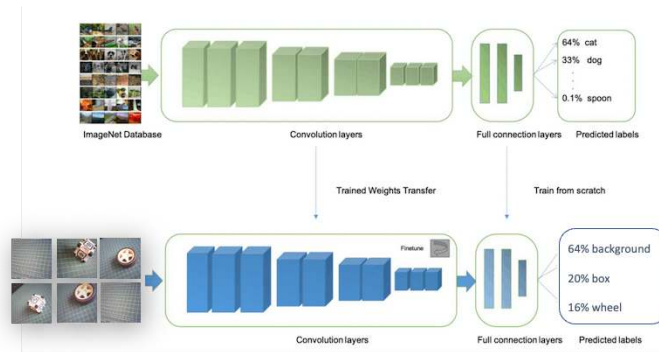 64% cat
33% dog
0.1% spoon
ImageNet Database
Convolution layers
Full connection layers
Predicted labels
Trained Weights Transfer
Train from scratch
Finetune
64% background
20% box
16% wheel
Convolution layers
Full connection layers
Predicted labels